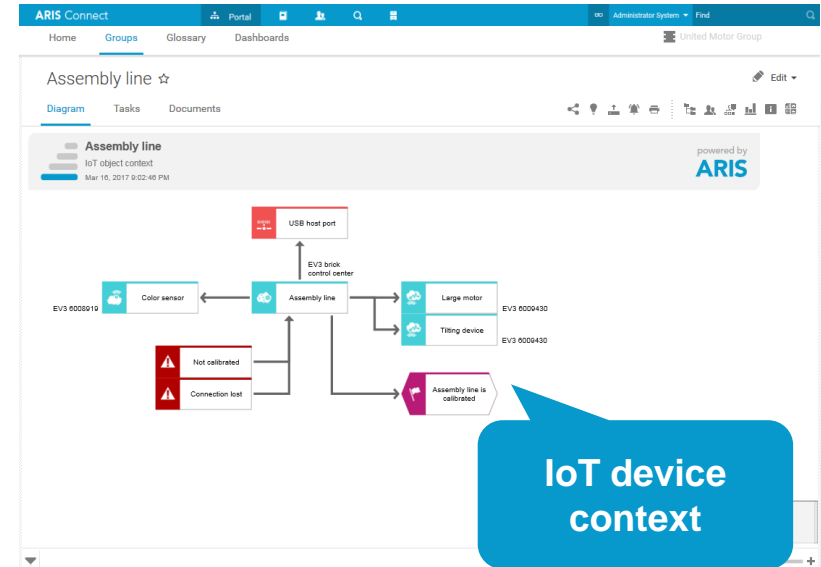 ARIS Connect
Portal
Administrator System
Find
Home Groups Glossary Dashboards
United Motor Group
Assembly line
Edit
Diagram Tasks Documents
Assembly line
IoT object context
Mar 16, 2017 9:02:46 PM
powered by
ARIS
USB host port
EV3 brick
control center
Color sensor
Assembly line
Large motor
EV3 6008919
EV3 6009430
Tilting device
EV3 6009430
Not calibrated
Connection lost
Assembly line is
calibrated
IoT device
context